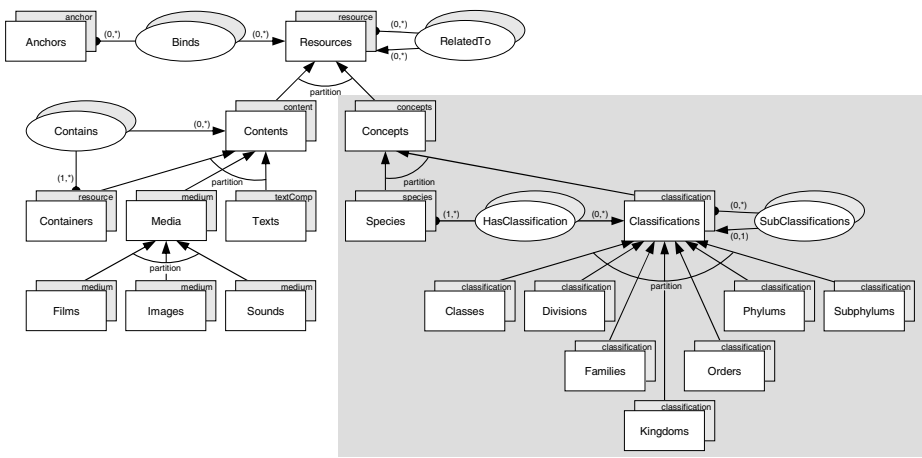 anchor
Anchors
(0,*)
Binds
(0,*)
resource
Resources
(0,*)
(0,*)
RelatedTo
partition
Contains
(0,*)
content
Contents
concepts
Concepts
(1,*)
partition
partition
resource
Containers
medium
Media
textComp
Texts
species
Species
(1,*)
HasClassification
(0,*)
classification
Classifications
(0,*)
(0,1)
SubClassifications
partition
partition
medium
Films
medium
Images
medium
Sounds
classification
Classes
classification
Divisions
classification
Phylums
classification
Subphylums
classification
Families
classification
Orders
classification
Kingdoms